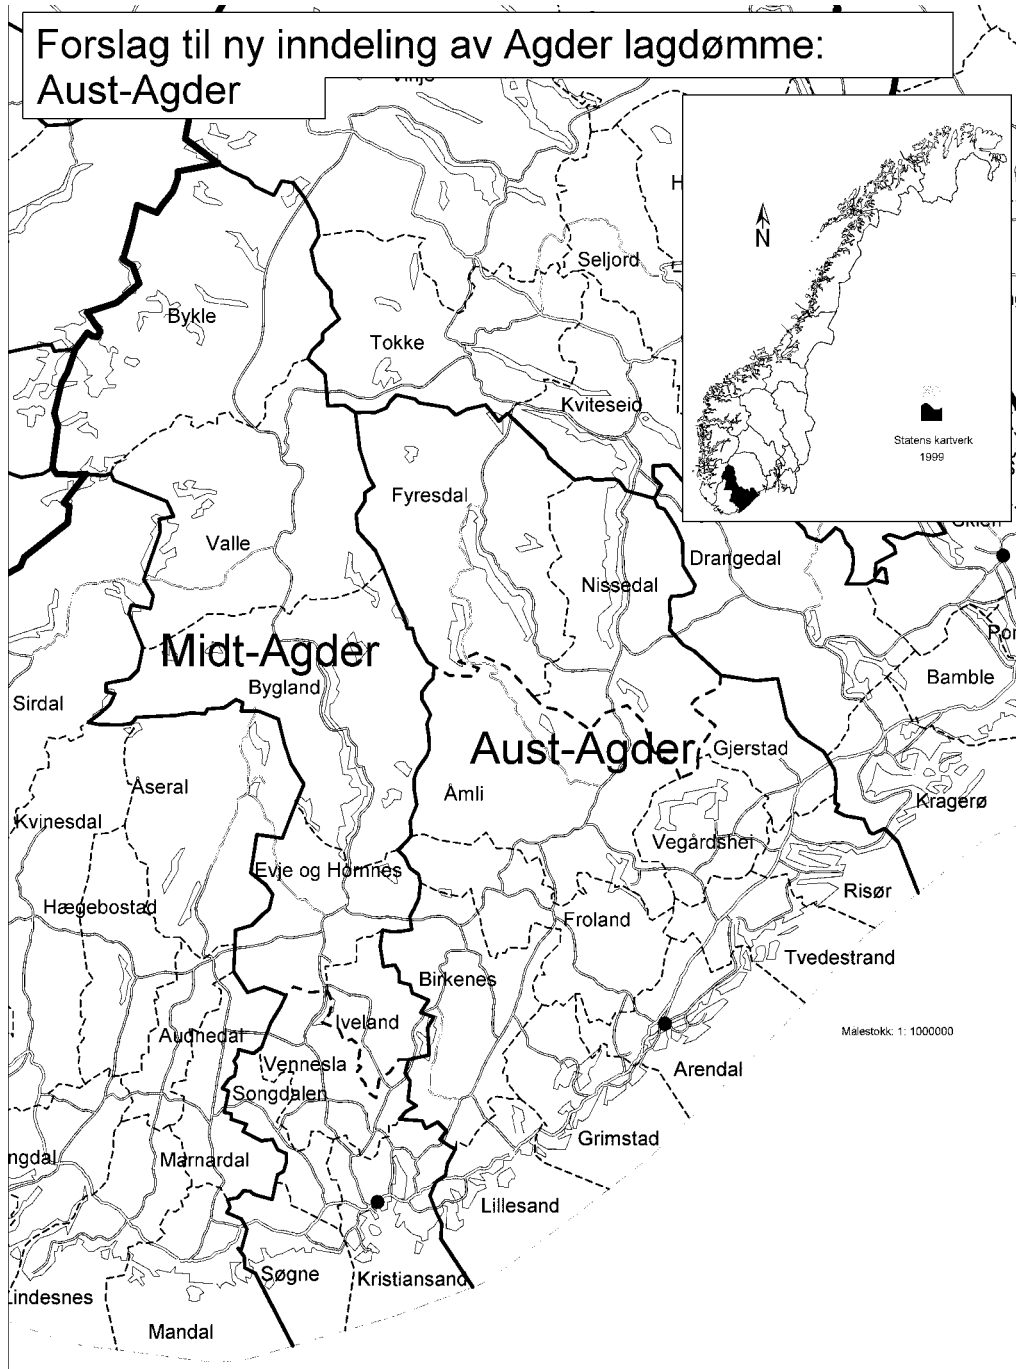 Forslag til ny inndeling av Agder lagdømme:
Aust-Agder
N
Seljord
Bykle
Tokke
Kviteseid
Statens kartverk
1999
Fyresdal
Valle
Nissedal
Drangedal
Skien
Midt-Agder
Bygland
Bamble
Sirdal
Aust-Agder
Gjerstad
Åseral
Åmli
Kragerø
Kvinesdal
Vegårdshei
Evje og Hornnes
Risør
Hægebostad
Froland
Tvedestrand
Birkenes
Iveland
Målestokk: 1: 1000000
Audnedal
Vennesla
Arendal
Songdalen
Grimstad
ngdal
Marnardal
Lillesand
Søgne
Kristiansand
Lindesnes
Mandal